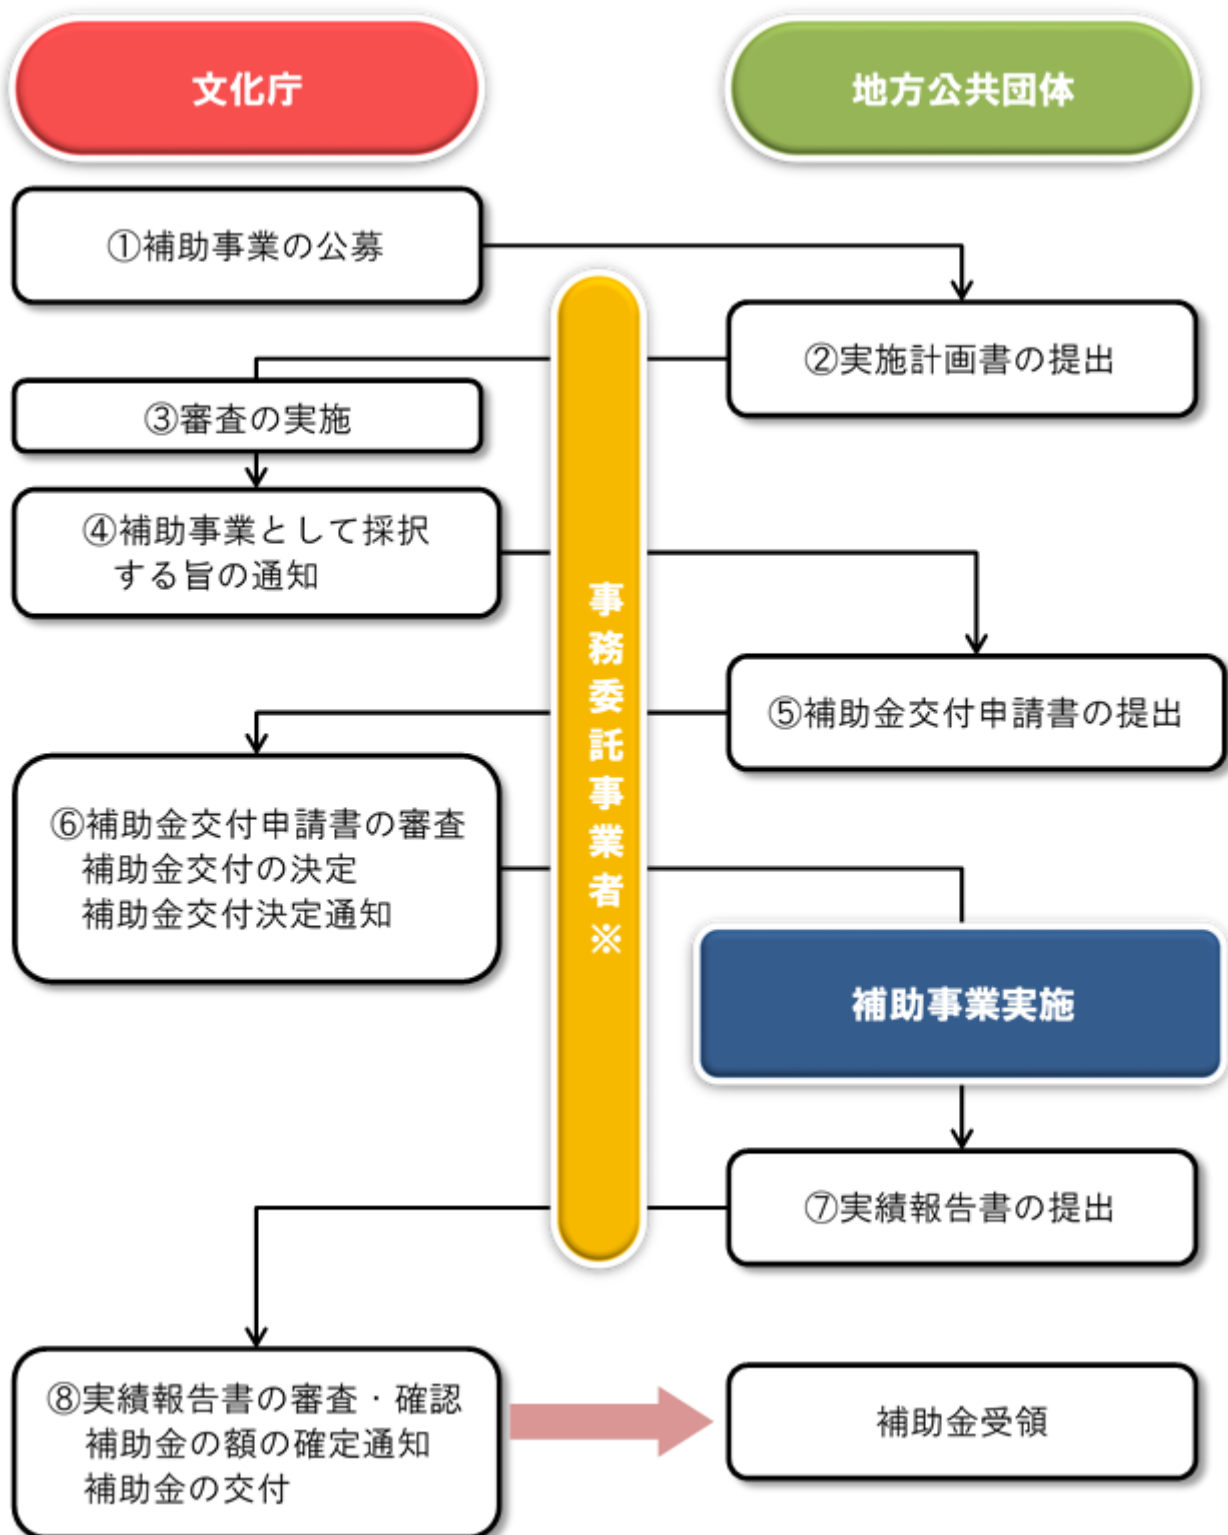 文化庁
地方公共団体
①補助事業の公募
②実施計画書の提出
③審査の実施
④補助事業として採択
する旨の通知
事務委託事業者※
⑤補助金交付申請書の提出
⑥補助金交付申請書の審査
補助金交付の決定
補助金交付決定通知
補助事業実施
⑦実績報告書の提出
⑧実績報告書の審査・確認
補助金の額の確定通知
補助金の交付
補助金受領